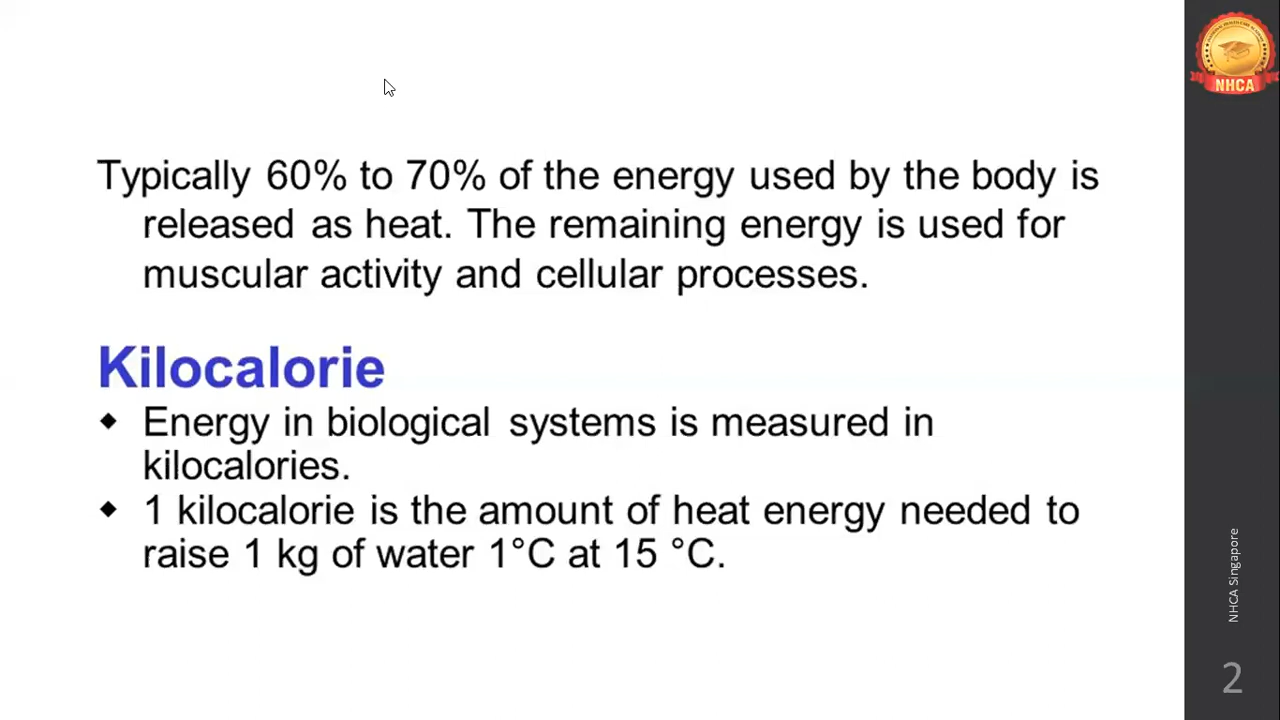 Typically 60% to 70% of the energy used by the body is
released as heat. The remaining energy is used for
muscular activity and cellular processes.
Kilocalorie
◆ Energy in biological systems is measured in
kilocalories.
◆ 1 kilocalorie is the amount of heat energy needed to
raise 1 kg of water 1°C at 15 °C.
NHCA
NHCA Singapore
2